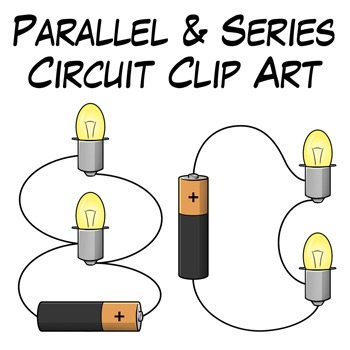 Parallel & Series
Circuit Clip Art
+
+